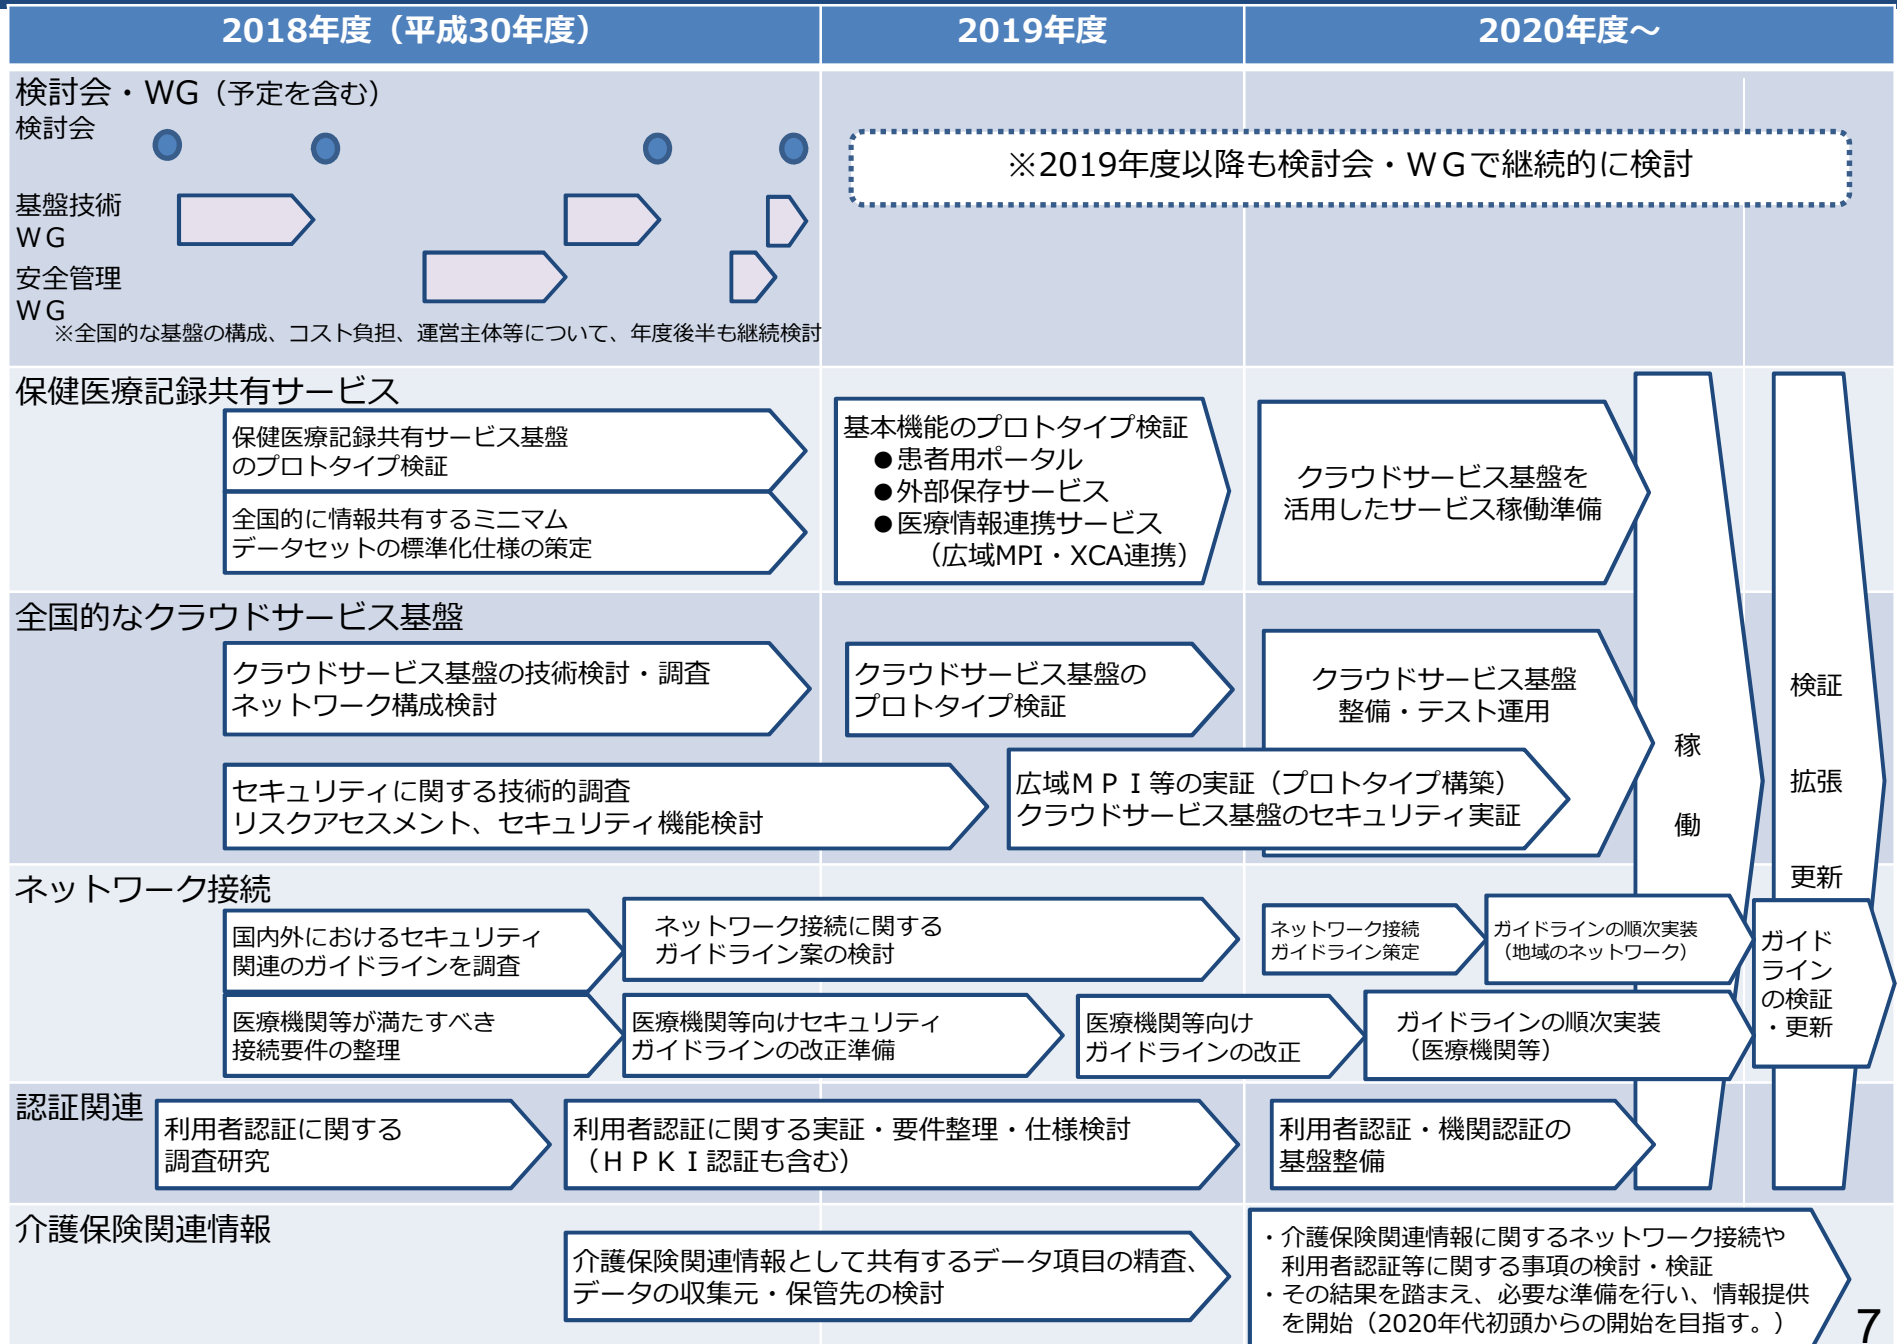 2018年度（平成30年度）
2019年度
2020年度～
検討会・WG（予定を含む）
検討会
※2019年度以降も検討会・ＷＧで継続的に検討
基盤技術
ＷＧ
安全管理
ＷＧ
※全国的な基盤の構成、コスト負担、運営主体等について、年度後半も継続検討
保健医療記録共有サービス
保健医療記録共有サービス基盤
のプロトタイプ検証
全国的に情報共有するミニマム
データセットの標準化仕様の策定
基本機能のプロトタイプ検証
●患者用ポータル
●外部保存サービス
●医療情報連携サービス
（広域MPI・XCA連携）
クラウドサービス基盤を
活用したサービス稼働準備
全国的なクラウドサービス基盤
クラウドサービス基盤の技術検討・調査
ネットワーク構成検討
クラウドサービス基盤の
プロトタイプ検証
クラウドサービス基盤
整備・テスト運用
セキュリティに関する技術的調査
リスクアセスメント、セキュリティ機能検討
広域ＭＰＩ等の実証（プロトタイプ構築）
クラウドサービス基盤のセキュリティ実証
稼
働
検証
拡張
更新
ネットワーク接続
国内外におけるセキュリティ
関連のガイドラインを調査
ネットワーク接続に関する
ガイドライン案の検討
ネットワーク接続
ガイドライン策定
ガイドラインの順次実装
（地域のネットワーク）
医療機関等が満たすべき
接続要件の整理
医療機関等向けセキュリティ
ガイドラインの改正準備
医療機関等向け
ガイドラインの改正
ガイドラインの順次実装
（医療機関等）
ガイド
ライン
の検証
・更新
認証関連
利用者認証に関する
調査研究
利用者認証に関する実証・要件整理・仕様検討
（ＨＰＫＩ認証も含む）
利用者認証・機関認証の
基盤整備
介護保険関連情報
介護保険関連情報として共有するデータ項目の精査、
データの収集元・保管先の検討
・介護保険関連情報に関するネットワーク接続や
利用者認証等に関する事項の検討・検証
・その結果を踏まえ、必要な準備を行い、情報提供
を開始（2020年代初頭からの開始を目指す。）
7